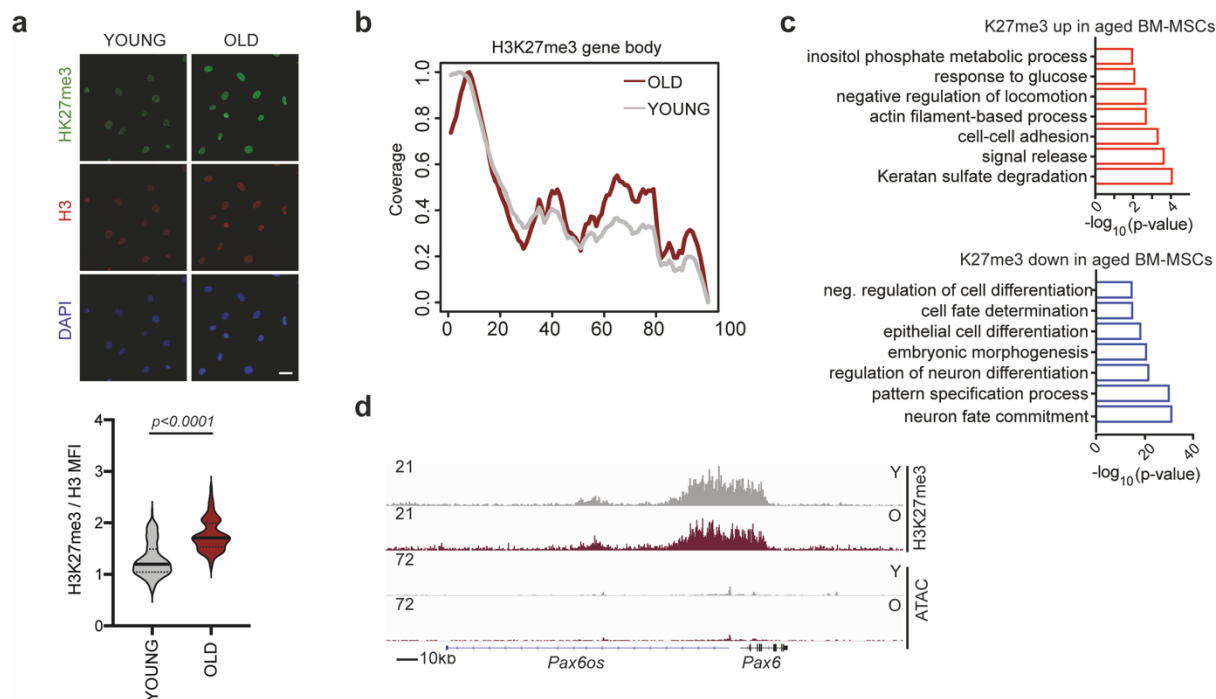 a
YOUNG OLD
HK27me3
H3
DAPI
H3K27me3 / H3 MFI
4
3
2
1
0
p<0.0001
YOUNG
OLD
b
H3K27me3 gene body
OLD
YOUNG
Coverage
1.0
0.8
0.6
0.4
0.2
0.0
0 20 40 60 80 100
c
K27me3 up in aged BM-MSCs
inositol phosphate metabolic process
response to glucose
negative regulation of locomotion
actin filament-based process
cell-cell adhesion
signal release
Keratan sulfate degradation
0 2 4
-log10(p-value)
K27me3 down in aged BM-MSCs
neg. regulation of cell differentiation
cell fate determination
epithelial cell differentiation
embryonic morphogenesis
regulation of neuron differentiation
pattern specification process
neuron fate commitment
0 20 40
-log10(p-value)
d
21 Y
21 O
H3K27me3
72 Y
72 O
ATAC
10kb
Pax6os
Pax6